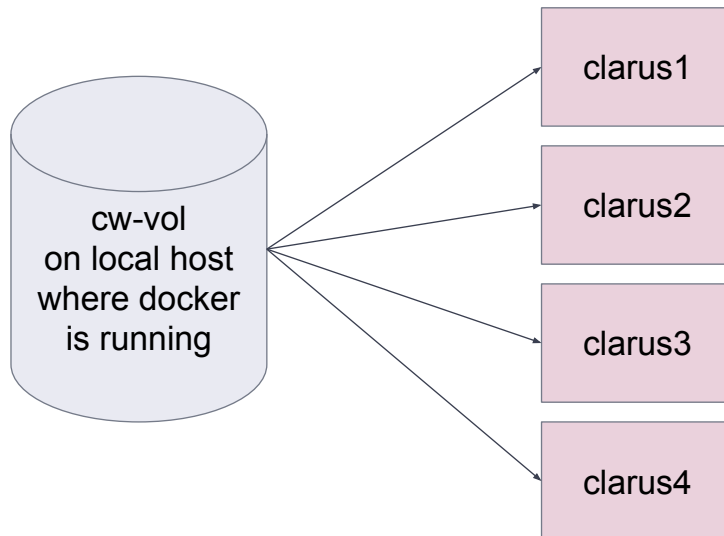 cw-vol
on local host
where docker
is running
clarus1
clarus2
clarus3
clarus4